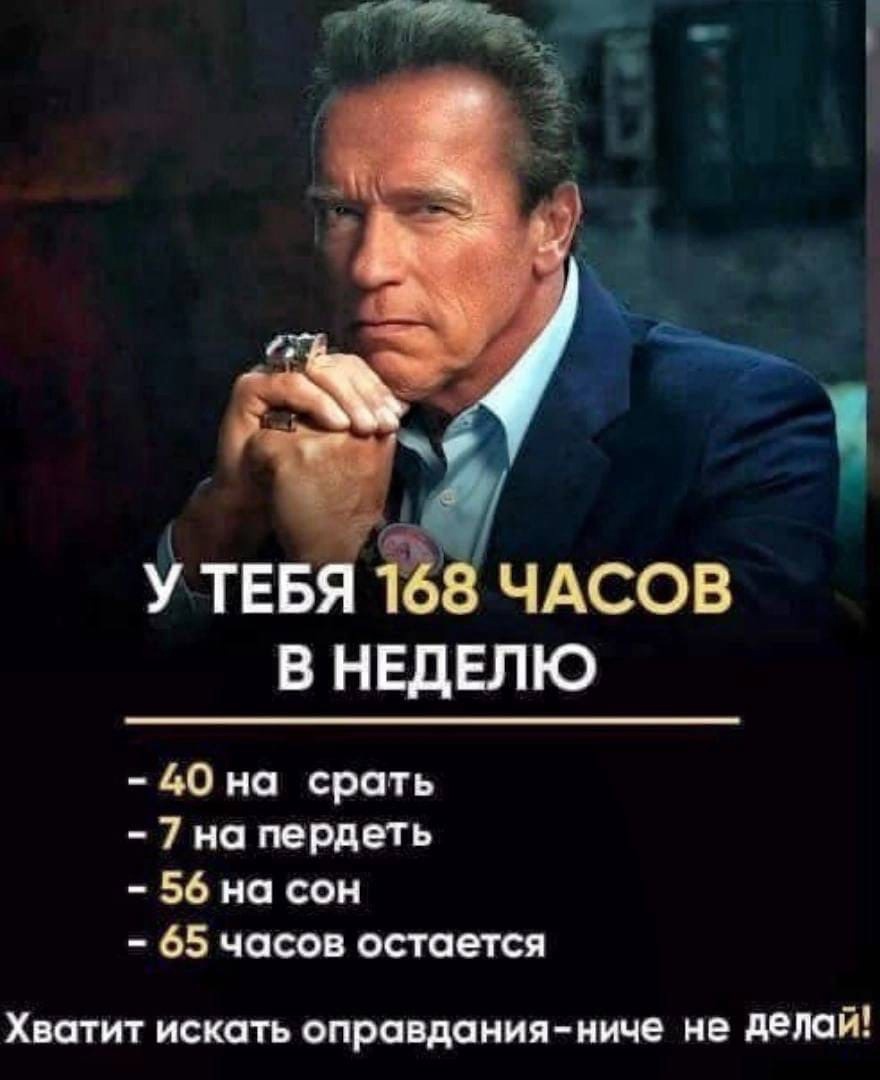 У ТЕБЯ 168 ЧАСОВ
В НЕДЕЛЮ
- 40 на срать
- 7 на пердеть
- 56 на сон
- 65 часов остается
Хватит искать оправдания-ниче не делай!